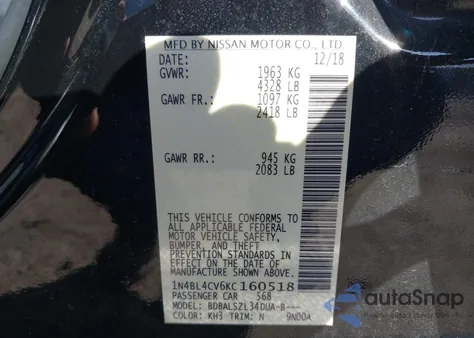 MFD BY NISSAN MOTOR CO., LTD.
DATE: 12/18
GVWR: 1963 KG
4328 LB
GAWR FR.: 1097 KG
2418 LB
GAWR RR.: 945 KG
2083 LB
THIS VEHICLE CONFORMS TO
ALL APPLICABLE FEDERAL
MOTOR VEHICLE SAFETY,
BUMPER, AND THEFT
PREVENTION STANDARDS
IN EFFECT ON THE DATE OF
MANUFACTURE SHOWN ABOVE.
1N4BL4CV6KC160518
PASSENGER CAR 568
MODEL: BDBALSZL34DUA-B---
COLOR: KH3 TRIM: N 9ND0A
autoSnap